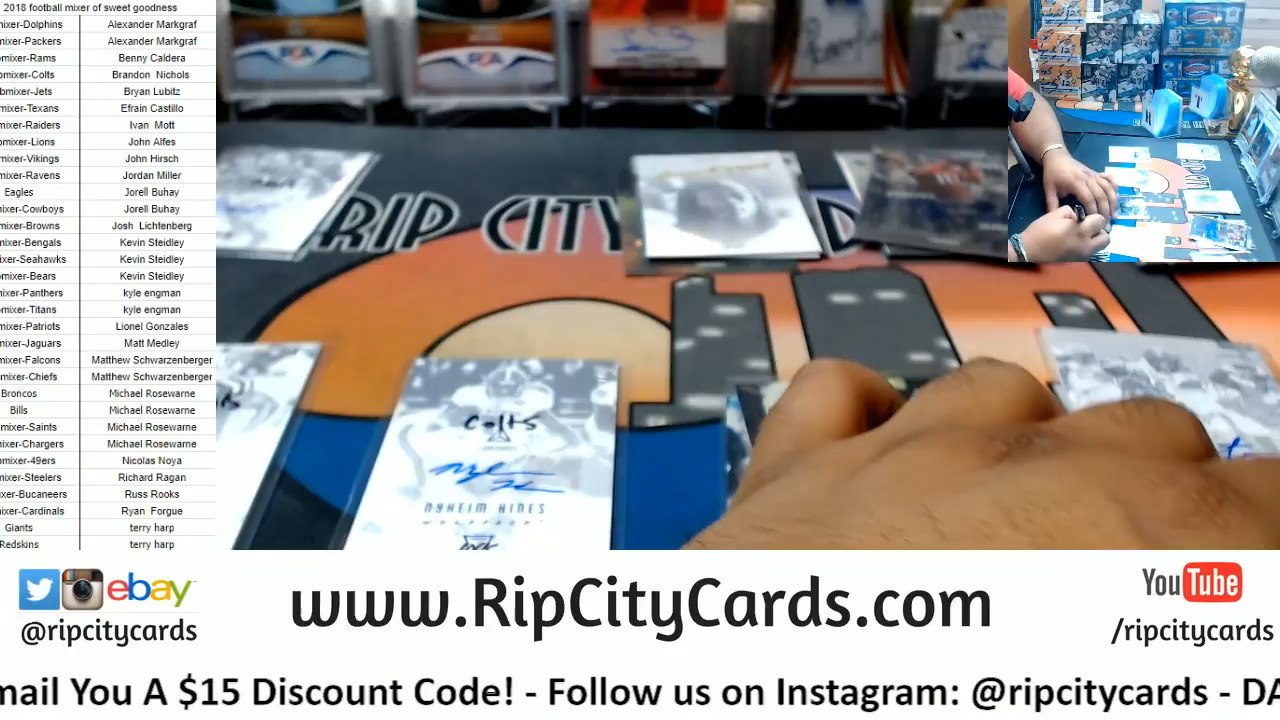 2018 football mixer of sweet goodness
mixer-Dolphins Alexander Markgraf
mixer-Packers Alexander Markgraf
mixer-Rams Benny Caldera
mixer-Colts Brandon Nichols
bmixer-Jets Bryan Lubitz
mixer-Texans Efrain Castillo
mixer-Raiders Ivan Mott
mixer-Lions John Alfes
mixer-Vikings John Hirsch
mixer-Ravens Jordan Miller
Eagles Jorell Buhay
mixer-Cowboys Jorell Buhay
mixer-Browns Josh Lichtenberg
mixer-Bengals Kevin Steidley
mixer-Seahawks Kevin Steidley
mixer-Bears Kevin Steidley
mixer-Panthers kyle engman
mixer-Titans kyle engman
mixer-Patriots Lionel Gonzales
mixer-Jaguars Matt Medley
mixer-Falcons Matthew Schwarzenberger
mixer-Chiefs Matthew Schwarzenberger
Broncos Michael Rosewarne
Bills Michael Rosewarne
mixer-Saints Michael Rosewarne
mixer-Chargers Michael Rosewarne
mixer-49ers Nicolas Noya
mixer-Steelers Richard Ragan
xer-Bucaneers Russ Rooks
mixer-Cardinals Ryan Forgue
Giants terry harp
Redskins terry harp
RIP CITY
Colts
NYHEIM HINES
WOLFPACK
ebay
@ripcitycards
www.RipCityCards.com
YouTube
/ripcitycards
mail You A $15 Discount Code! - Follow us on Instagram: @ripcitycards - DA